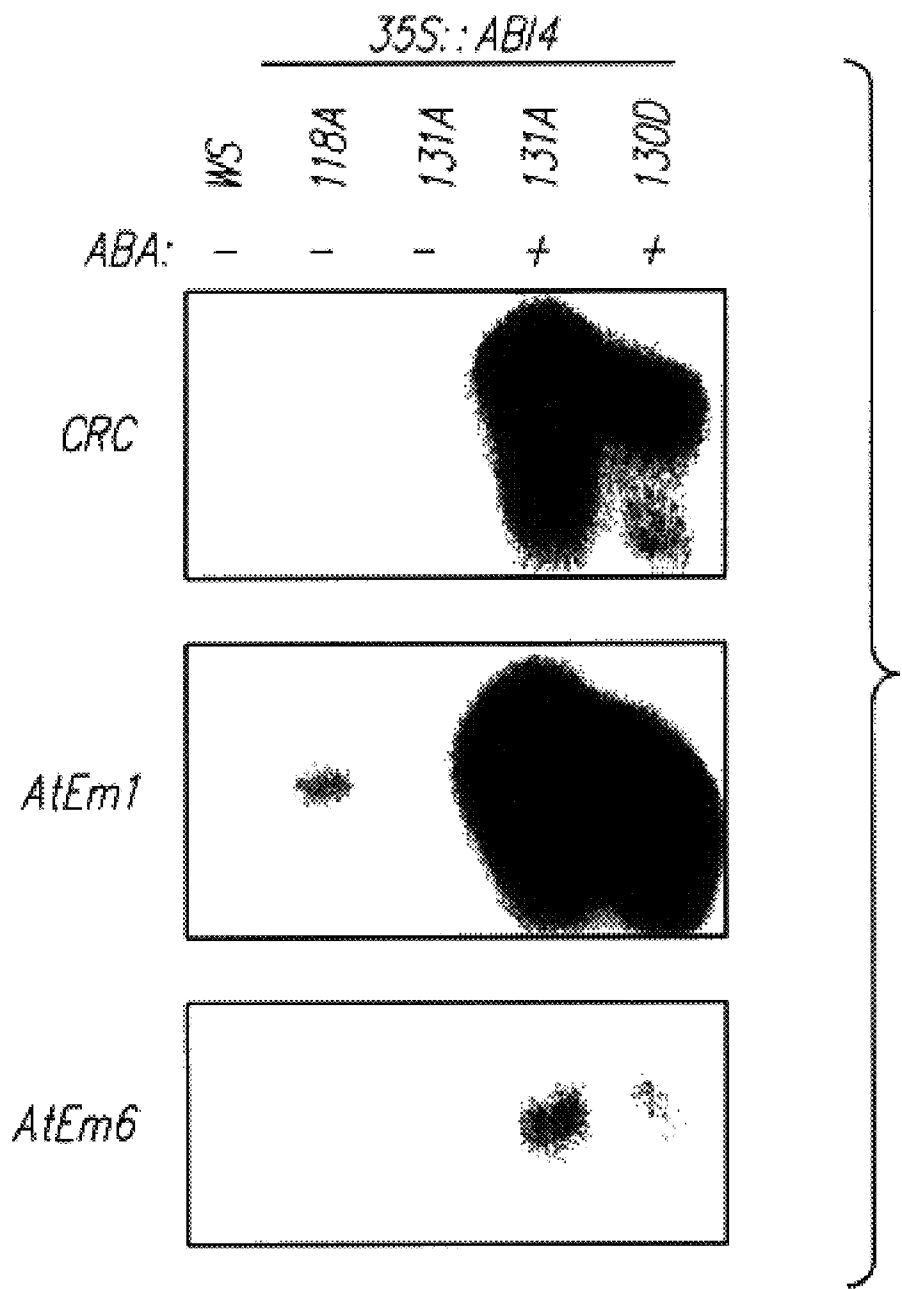 35S::ABI4
WS 118A 131A 131A 130D
ABA: - - - + +
CRC
AtEm1
AtEm6